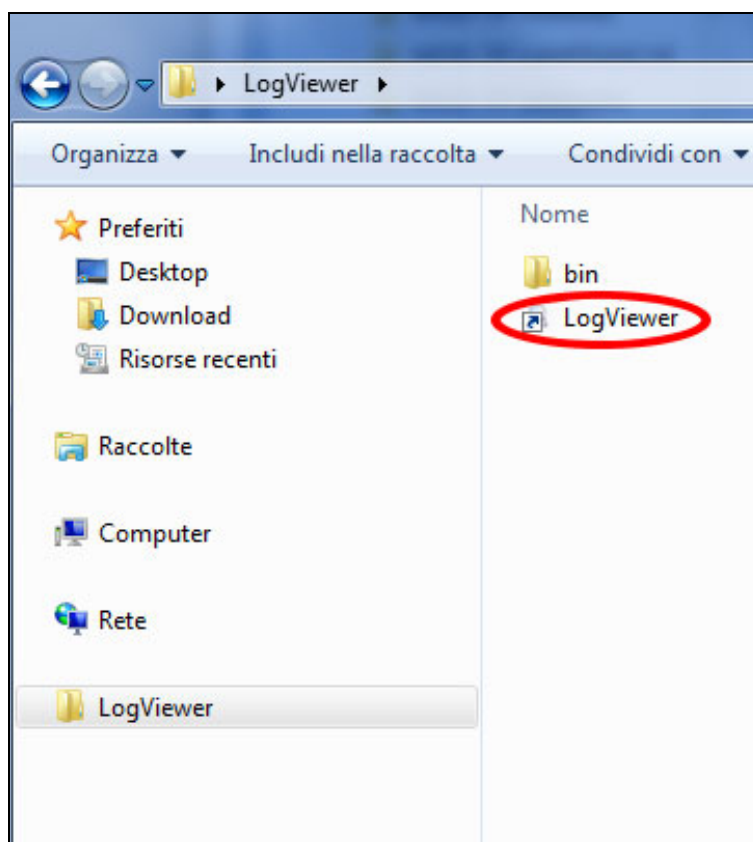 LogViewer
Organizza Includi nella raccolta Condividi con
Preferiti
Desktop
Download
Risorse recenti
Raccolte
Computer
Rete
LogViewer
Nome
bin
LogViewer